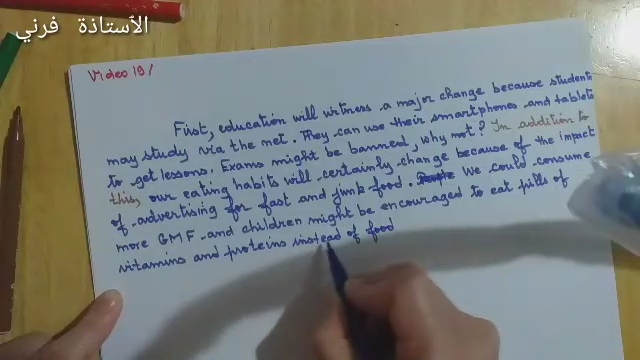 الأستاذة فرني
Video 19/
First, education will witness a major change because students
may study via the net. They can use their smartphones and tablets
to get lessons. Exams might be banned, why not? In addition to
this, our eating habits will certainly change because of the impact
of advertising for fast and junk food. We could consume
more GMF and children might be encouraged to eat pills of
vitamins and proteins instead of food